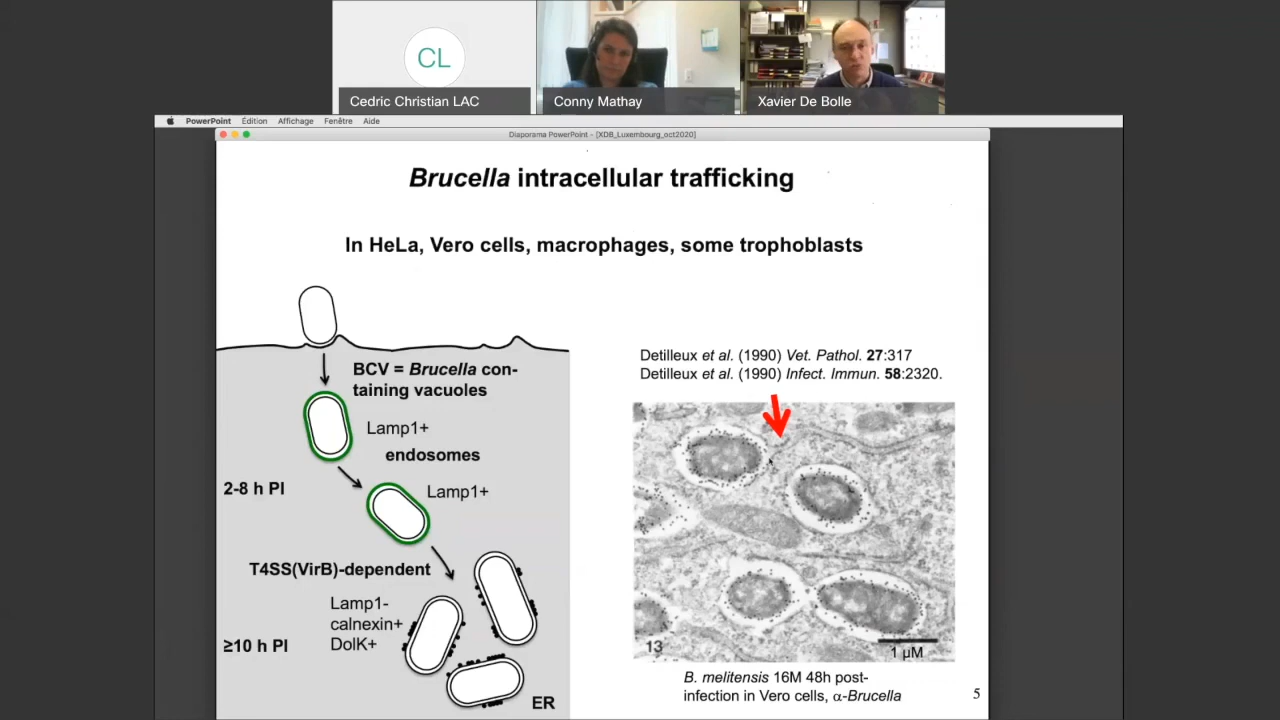 CL
Cedric Christian LAC
Conny Mathay
Xavier De Bolle
PowerPoint Édition Affichage Fenêtre Aide
Diaporama PowerPoint - [XDB_Luxembourg_oct2020]
Brucella intracellular trafficking
In HeLa, Vero cells, macrophages, some trophoblasts
BCV = Brucella con-
taining vacuoles
Lamp1+
endosomes
2-8 h PI
Lamp1+
T4SS(VirB)-dependent
Lamp1-
calnexin+
DolK+
≥10 h PI
ER
Detilleux et al. (1990) Vet. Pathol. 27:317
Detilleux et al. (1990) Infect. Immun. 58:2320.
13
1 µM
B. melitensis 16M 48h post-
infection in Vero cells, α-Brucella
5